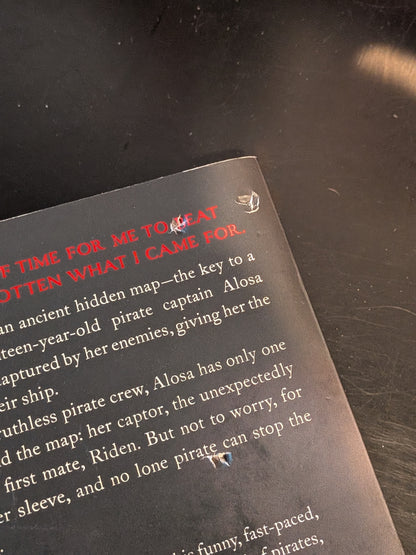 F TIME FOR ME TO BEAT
OTTEN WHAT I CAME FOR.
an ancient hidden map—the key to a
teen-year-old pirate captain Alosa
captured by her enemies, giving her the
eir ship.
ruthless pirate crew, Alosa has only one
d the map: her captor, the unexpectedly
first mate, Riden. But not to worry, for
er sleeve, and no lone pirate can stop the
his funny, fast-paced,
of pirates,